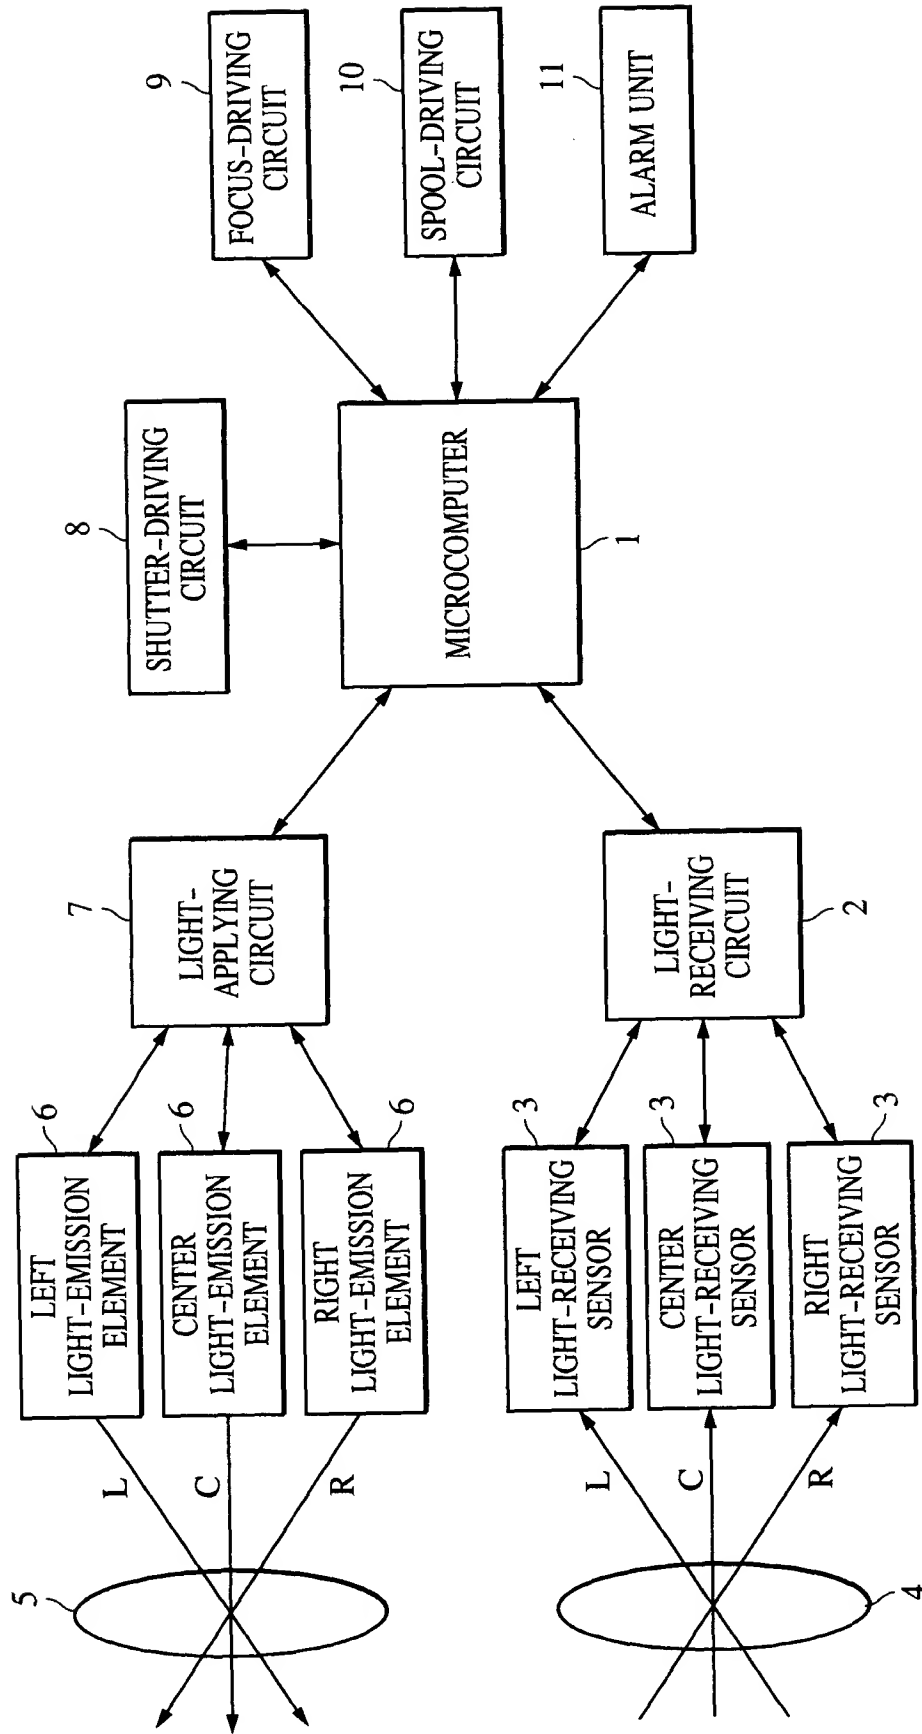 5
L
C
R
LEFT
LIGHT-EMISSION
ELEMENT
6
CENTER
LIGHT-EMISSION
ELEMENT
6
RIGHT
LIGHT-EMISSION
ELEMENT
6
7
LIGHT-
APPLYING
CIRCUIT
8
SHUTTER-DRIVING
CIRCUIT
MICROCOMPUTER
1
9
FOCUS-DRIVING
CIRCUIT
10
SPOOL-DRIVING
CIRCUIT
11
ALARM UNIT
4
L
C
R
LEFT
LIGHT-RECEIVING
SENSOR
3
CENTER
LIGHT-RECEIVING
SENSOR
3
RIGHT
LIGHT-RECEIVING
SENSOR
3
LIGHT-
RECEIVING
CIRCUIT
2